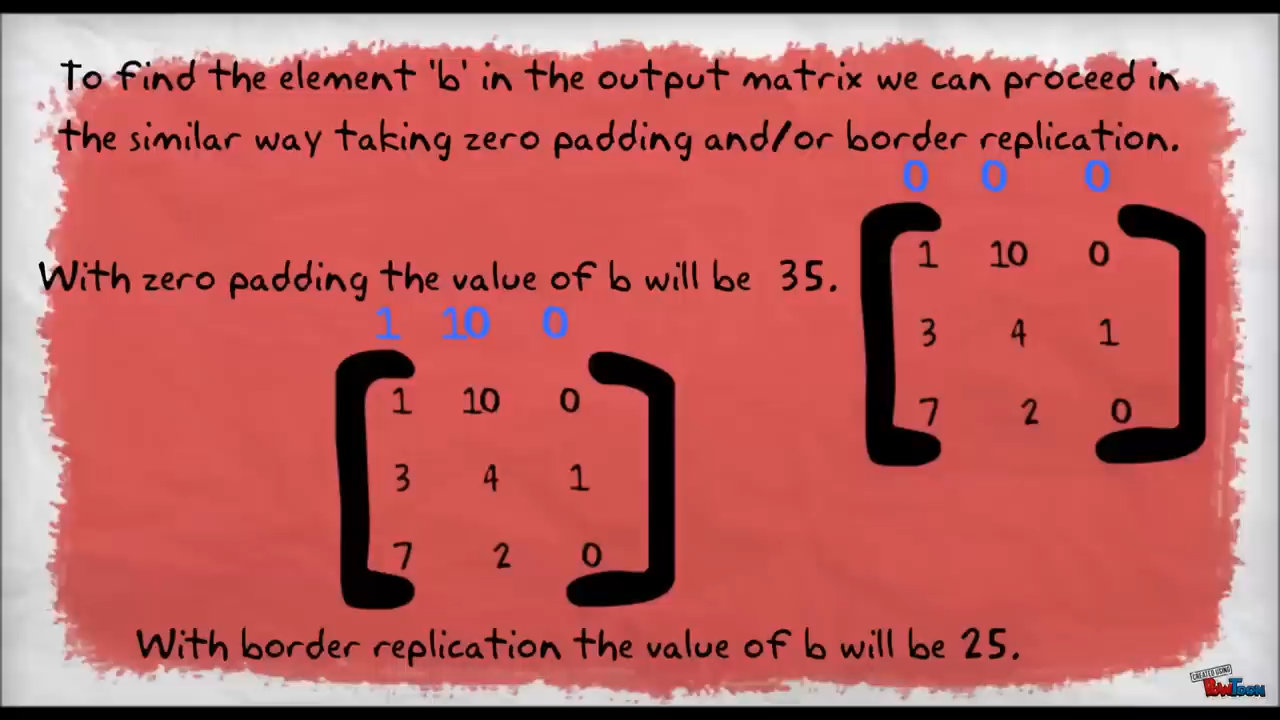 To find the element 'b' in the output matrix we can proceed in
the similar way taking zero padding and/or border replication.
0 0 0
1 10 0
3 4 1
7 2 0
With zero padding the value of b will be 35.
1 10 0
1 10 0
3 4 1
7 2 0
With border replication the value of b will be 25.
CREATED USING
POWTOON